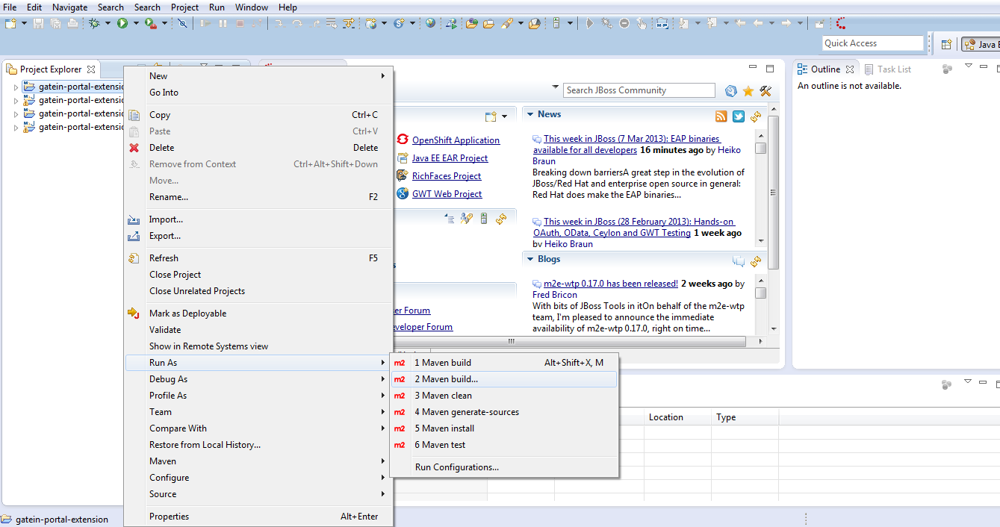 File Edit Navigate Search Search Project Run Window Help
Quick Access
Java E
Project Explorer
gatein-portal-extensio
gatein-portal-extensio
gatein-portal-extensio
gatein-portal-extensio
New
Go Into
Copy Ctrl+C
Paste Ctrl+V
Delete Delete
Remove from Context Ctrl+Alt+Shift+Down
Move...
Rename... F2
Import...
Export...
Refresh F5
Close Project
Close Unrelated Projects
Mark as Deployable
Validate
Show in Remote Systems view
Run As
Debug As
Profile As
Team
Compare With
Restore from Local History...
Maven
Configure
Source
Properties Alt+Enter
m2 1 Maven build Alt+Shift+X, M
m2 2 Maven build...
m2 3 Maven clean
m2 4 Maven generate-sources
m2 5 Maven install
m2 6 Maven test
Run Configurations...
Search JBoss Community
OpenShift Application
Java EE EAR Project
RichFaces Project
GWT Web Project
er Forum
eveloper Forum
News
This week in JBoss (7 Mar 2013): EAP binaries
available for all developers 16 minutes ago by Heiko
Braun
Breaking down barriersA great step in the evolution of
JBoss/Red Hat and enterprise open source in general:
Red Hat does make the EAP binaries...
This week in JBoss (28 February 2013): Hands-on
OAuth, OData, Ceylon and GWT Testing 1 week ago
by Heiko Braun
Blogs
m2e-wtp 0.17.0 has been released! 2 weeks ago by
Fred Bricon
With bits of JBoss Tools in itOn behalf of the m2e-wtp
team, I'm pleased to announce the immediate
availability of m2e-wtp 0.17.0, right on time...
Outline Task List
An outline is not available.
Location Type
gatein-portal-extension